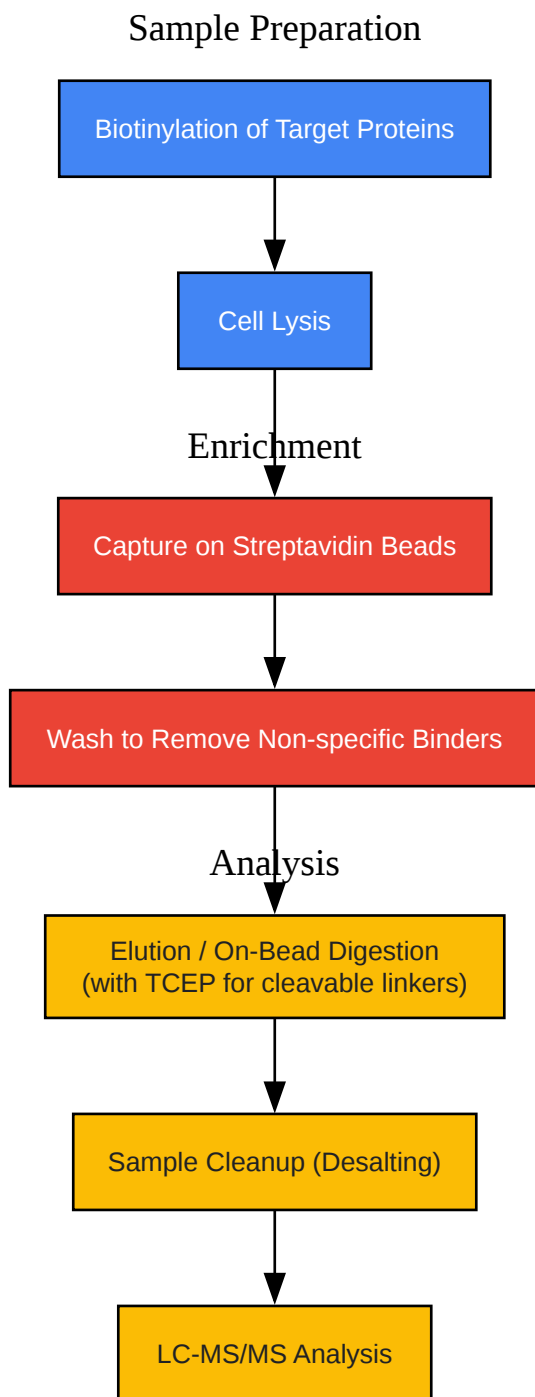 Sample Preparation
Biotinylation of Target Proteins
Cell Lysis
Enrichment
Capture on Streptavidin Beads
Wash to Remove Non-specific Binders
Analysis
Elution / On-Bead Digestion
(with TCEP for cleavable linkers)
Sample Cleanup (Desalting)
LC-MS/MS Analysis